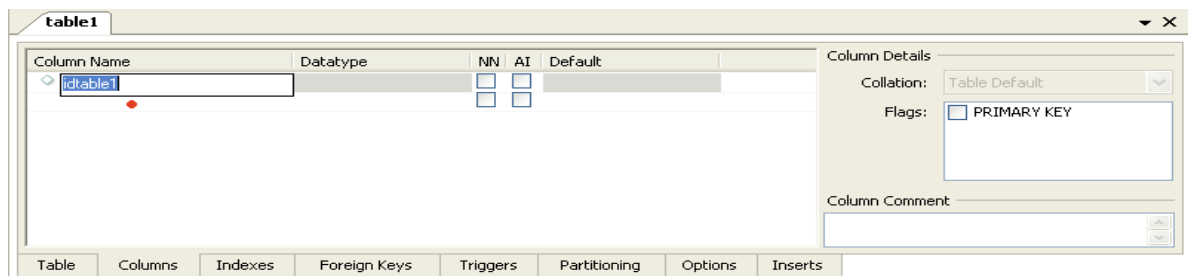 table1
Column Name Datatype NN AI Default
idtable1
Column Details
Collation: Table Default
Flags: PRIMARY KEY
Column Comment
Table Columns Indexes Foreign Keys Triggers Partitioning Options Inserts